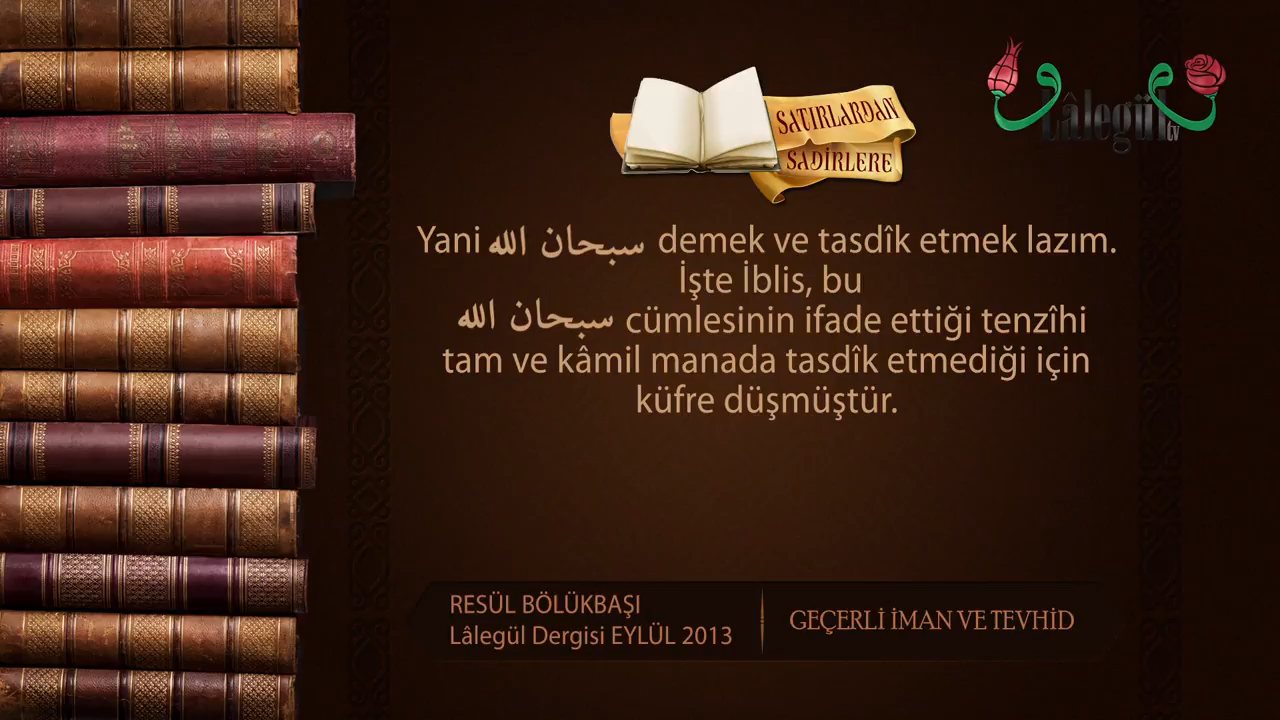 SATIRLARDAN
SADİRLERE
Lâlegül tv
Yani سبحان الله demek ve tasdîk etmek lazım.
İşte İblis, bu
سبحان الله cümlesinin ifade ettiği tenzîhi
tam ve kâmil manada tasdîk etmediği için
küfre düşmüştür.
RESÜL BÖLÜKBAŞI
Lâlegül Dergisi EYLÜL 2013
GEÇERLİ İMAN VE TEVHİD